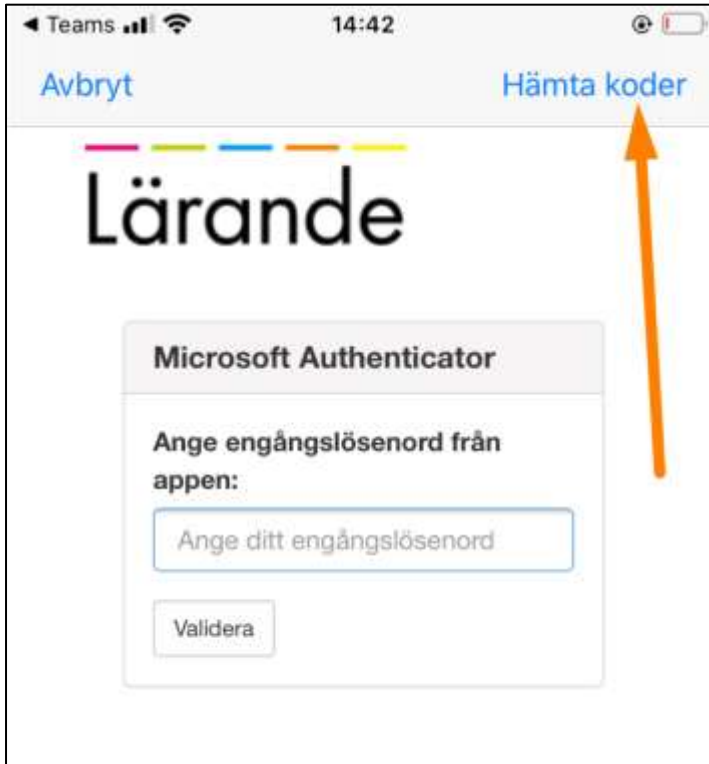 ◀ Teams 14:42
Avbryt Hämta koder
Lärande
Microsoft Authenticator
Ange engångslösenord från
appen:
Ange ditt engångslösenord
Validera